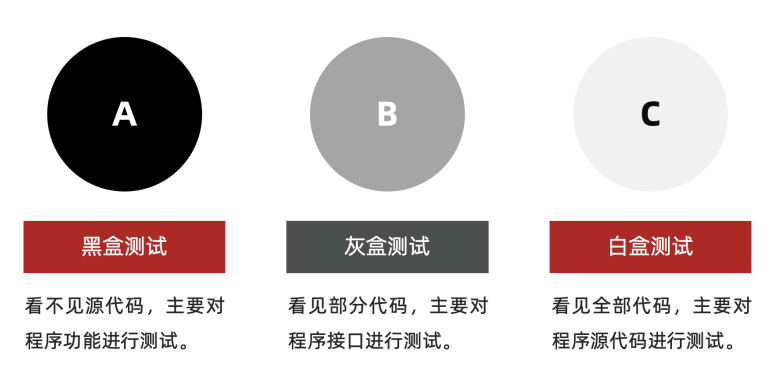 A
B
C
黑盒测试
灰盒测试
白盒测试
看不见源代码，主要对
程序功能进行测试。
看见部分代码，主要对
程序接口进行测试。
看见全部代码，主要对
程序源代码进行测试。